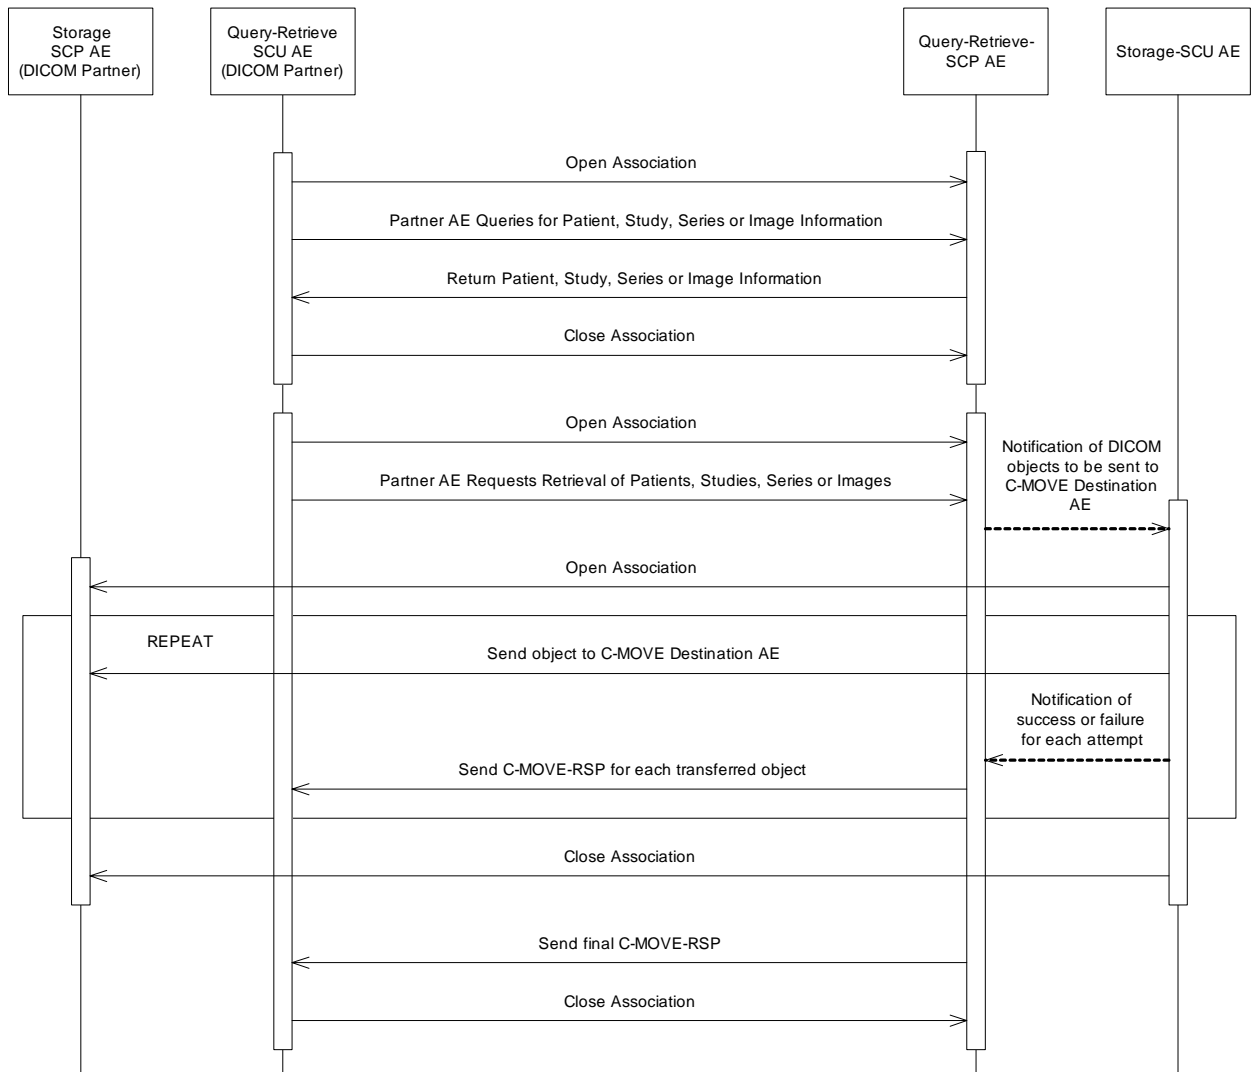 Storage
SCP AE
(DICOM Partner)
Query-Retrieve
SCU AE
(DICOM Partner)
Query-Retrieve-
SCP AE
Storage-SCU AE
Open Association
Partner AE Queries for Patient, Study, Series or Image Information
Return Patient, Study, Series or Image Information
Close Association
Open Association
Partner AE Requests Retrieval of Patients, Studies, Series or Images
Notification of DICOM
objects to be sent to
C-MOVE Destination
AE
Open Association
REPEAT
Send object to C-MOVE Destination AE
Notification of
success or failure
for each attempt
Send C-MOVE-RSP for each transferred object
Close Association
Send final C-MOVE-RSP
Close Association